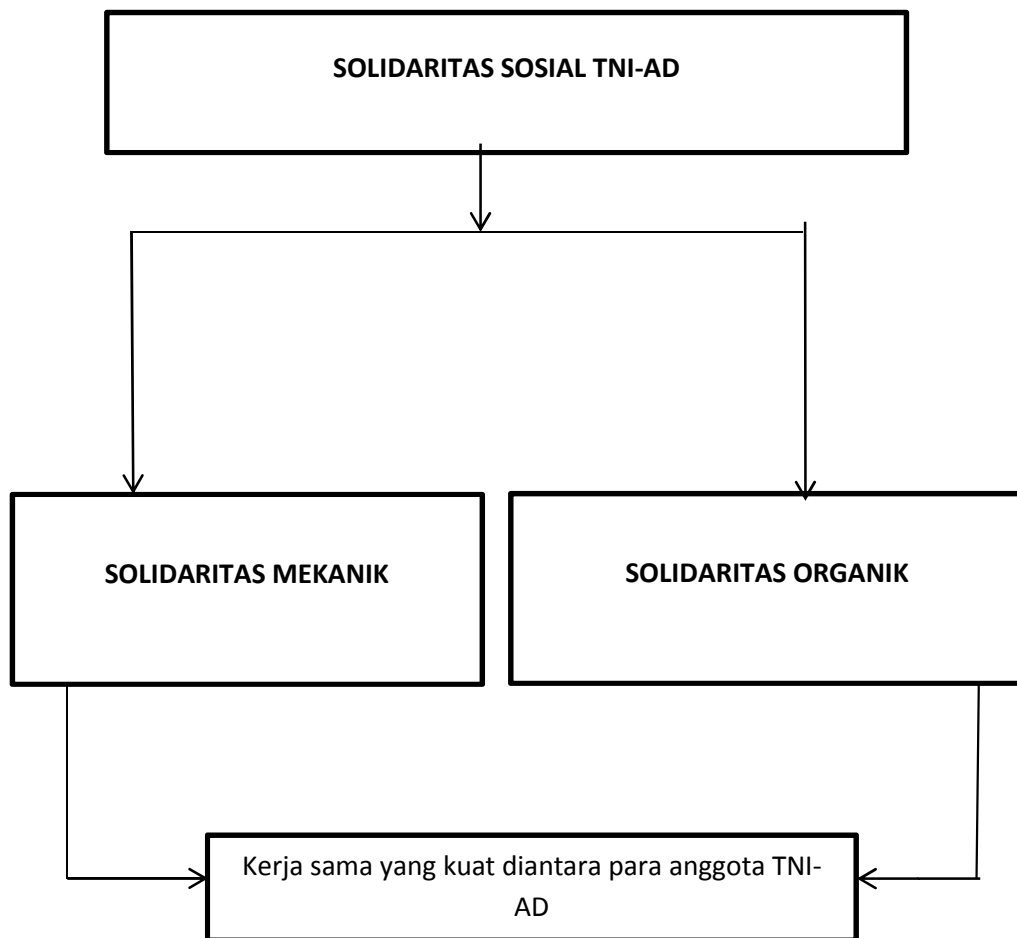 SOLIDARITAS SOSIAL TNI-AD
SOLIDARITAS MEKANIK
SOLIDARITAS ORGANIK
Kerja sama yang kuat diantara para anggota TNI-
AD